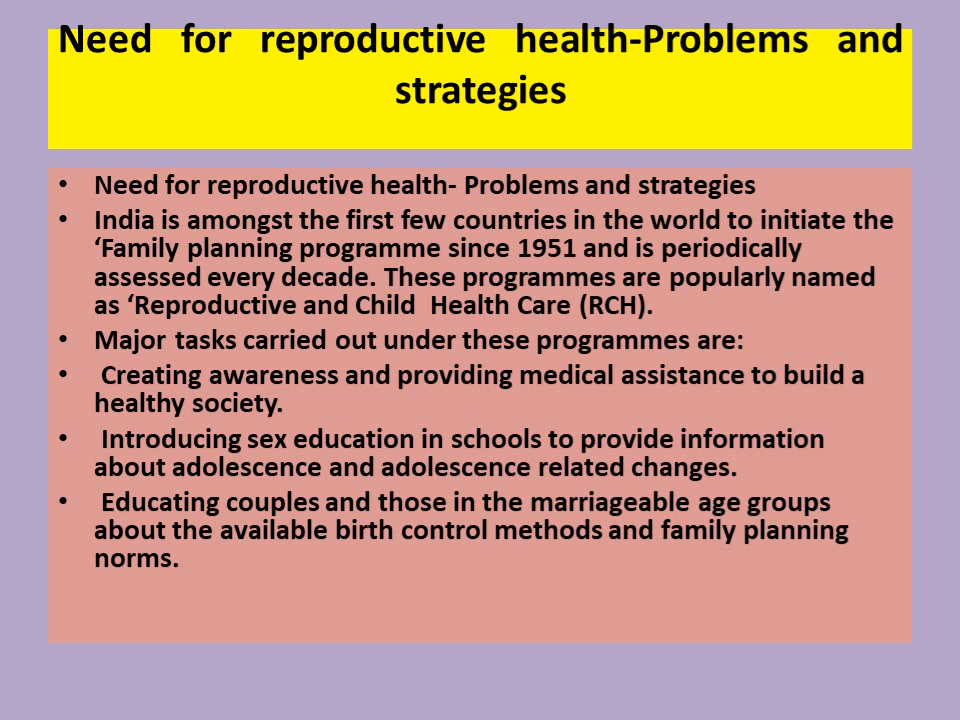 Need for reproductive health-Problems and
strategies
• Need for reproductive health- Problems and strategies
• India is amongst the first few countries in the world to initiate the
‘Family planning programme since 1951 and is periodically
assessed every decade. These programmes are popularly named
as ‘Reproductive and Child  Health Care (RCH).
• Major tasks carried out under these programmes are:
•  Creating awareness and providing medical assistance to build a
healthy society.
•  Introducing sex education in schools to provide information
about adolescence and adolescence related changes.
•  Educating couples and those in the marriageable age groups
about the available birth control methods and family planning
norms.